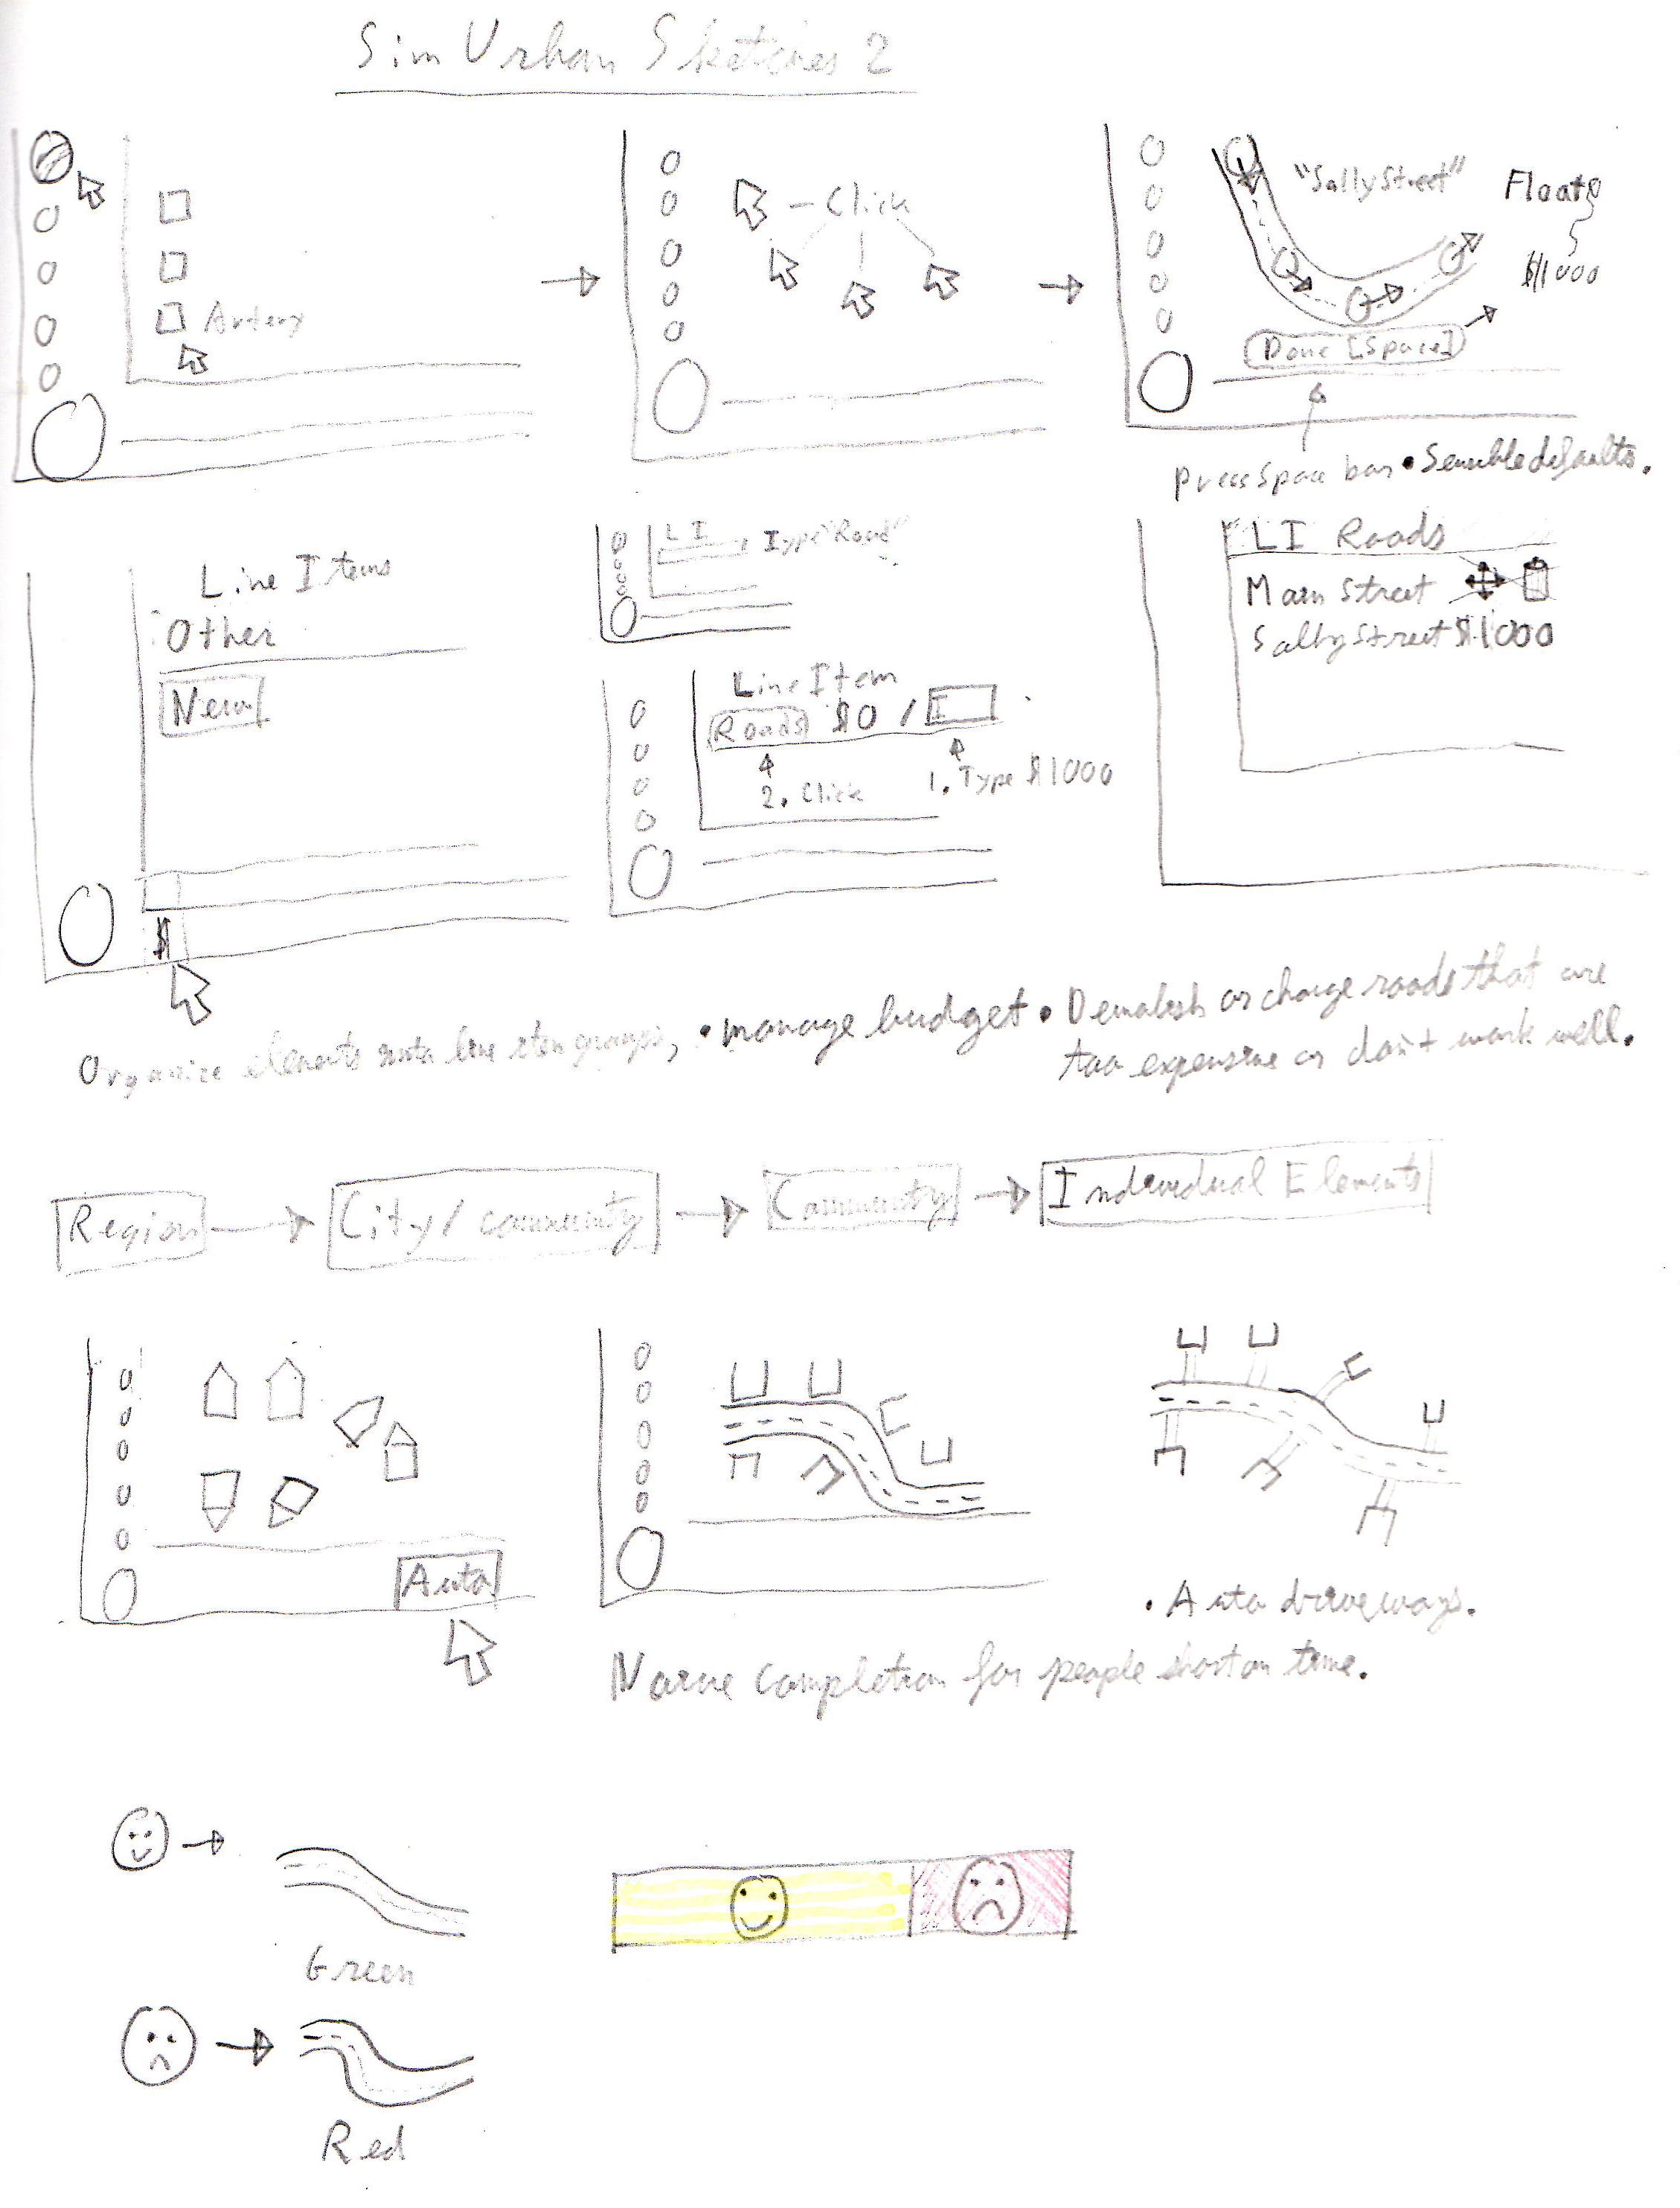 Sim Urban Sketches 2
Artery
– Click
"Sally Street"
Floats
$1000
Done [Space]
Press Space bar • Sensible defaults.
Line Items
Other
New
$
LI
Type "Road"
Line Item
Roads $0 / I
2. Click
1. Type $1000
LI Roads
Main Street
Sally Street $1000
Organize elements into line item groups, • manage budget • Demolish or change roads that are
too expensive or don't work well.
Region
City / community
Community
Individual Elements
Auto
• Auto driveways.
Naive completion for people short on time.
Green
Red